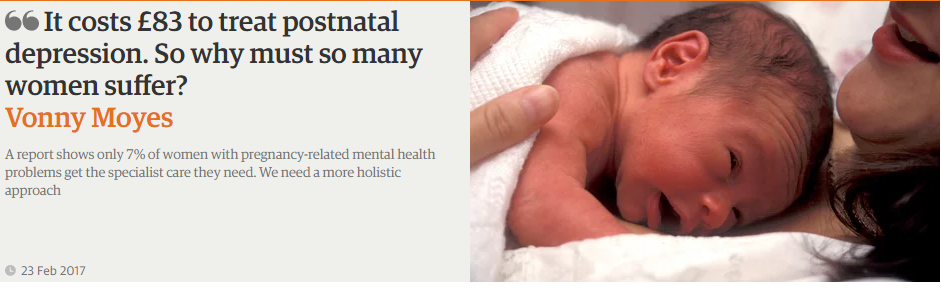 “It costs £83 to treat postnatal
depression. So why must so many
women suffer?
Vonny Moyes
A report shows only 7% of women with pregnancy-related mental health
problems get the specialist care they need. We need a more holistic
approach
23 Feb 2017